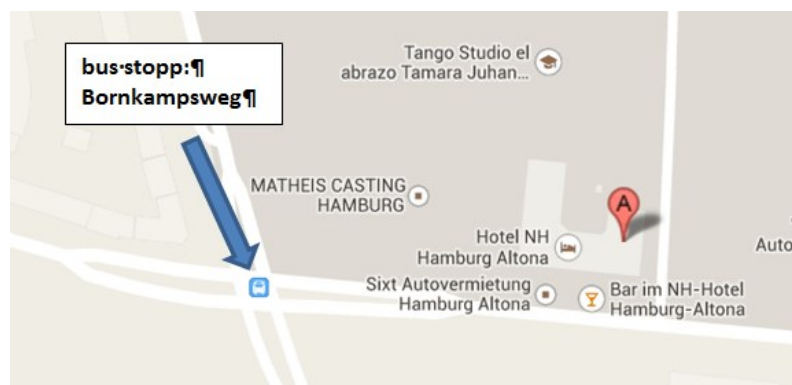 bus·stopp:¶
Bornkampsweg¶
Tango Studio el
abrazo Tamara Juhan...
MATHEIS CASTING
HAMBURG
A
Hotel NH
Hamburg Altona
Auto
Sixt Autovermietung
Hamburg Altona
Bar im NH-Hotel
Hamburg-Altona